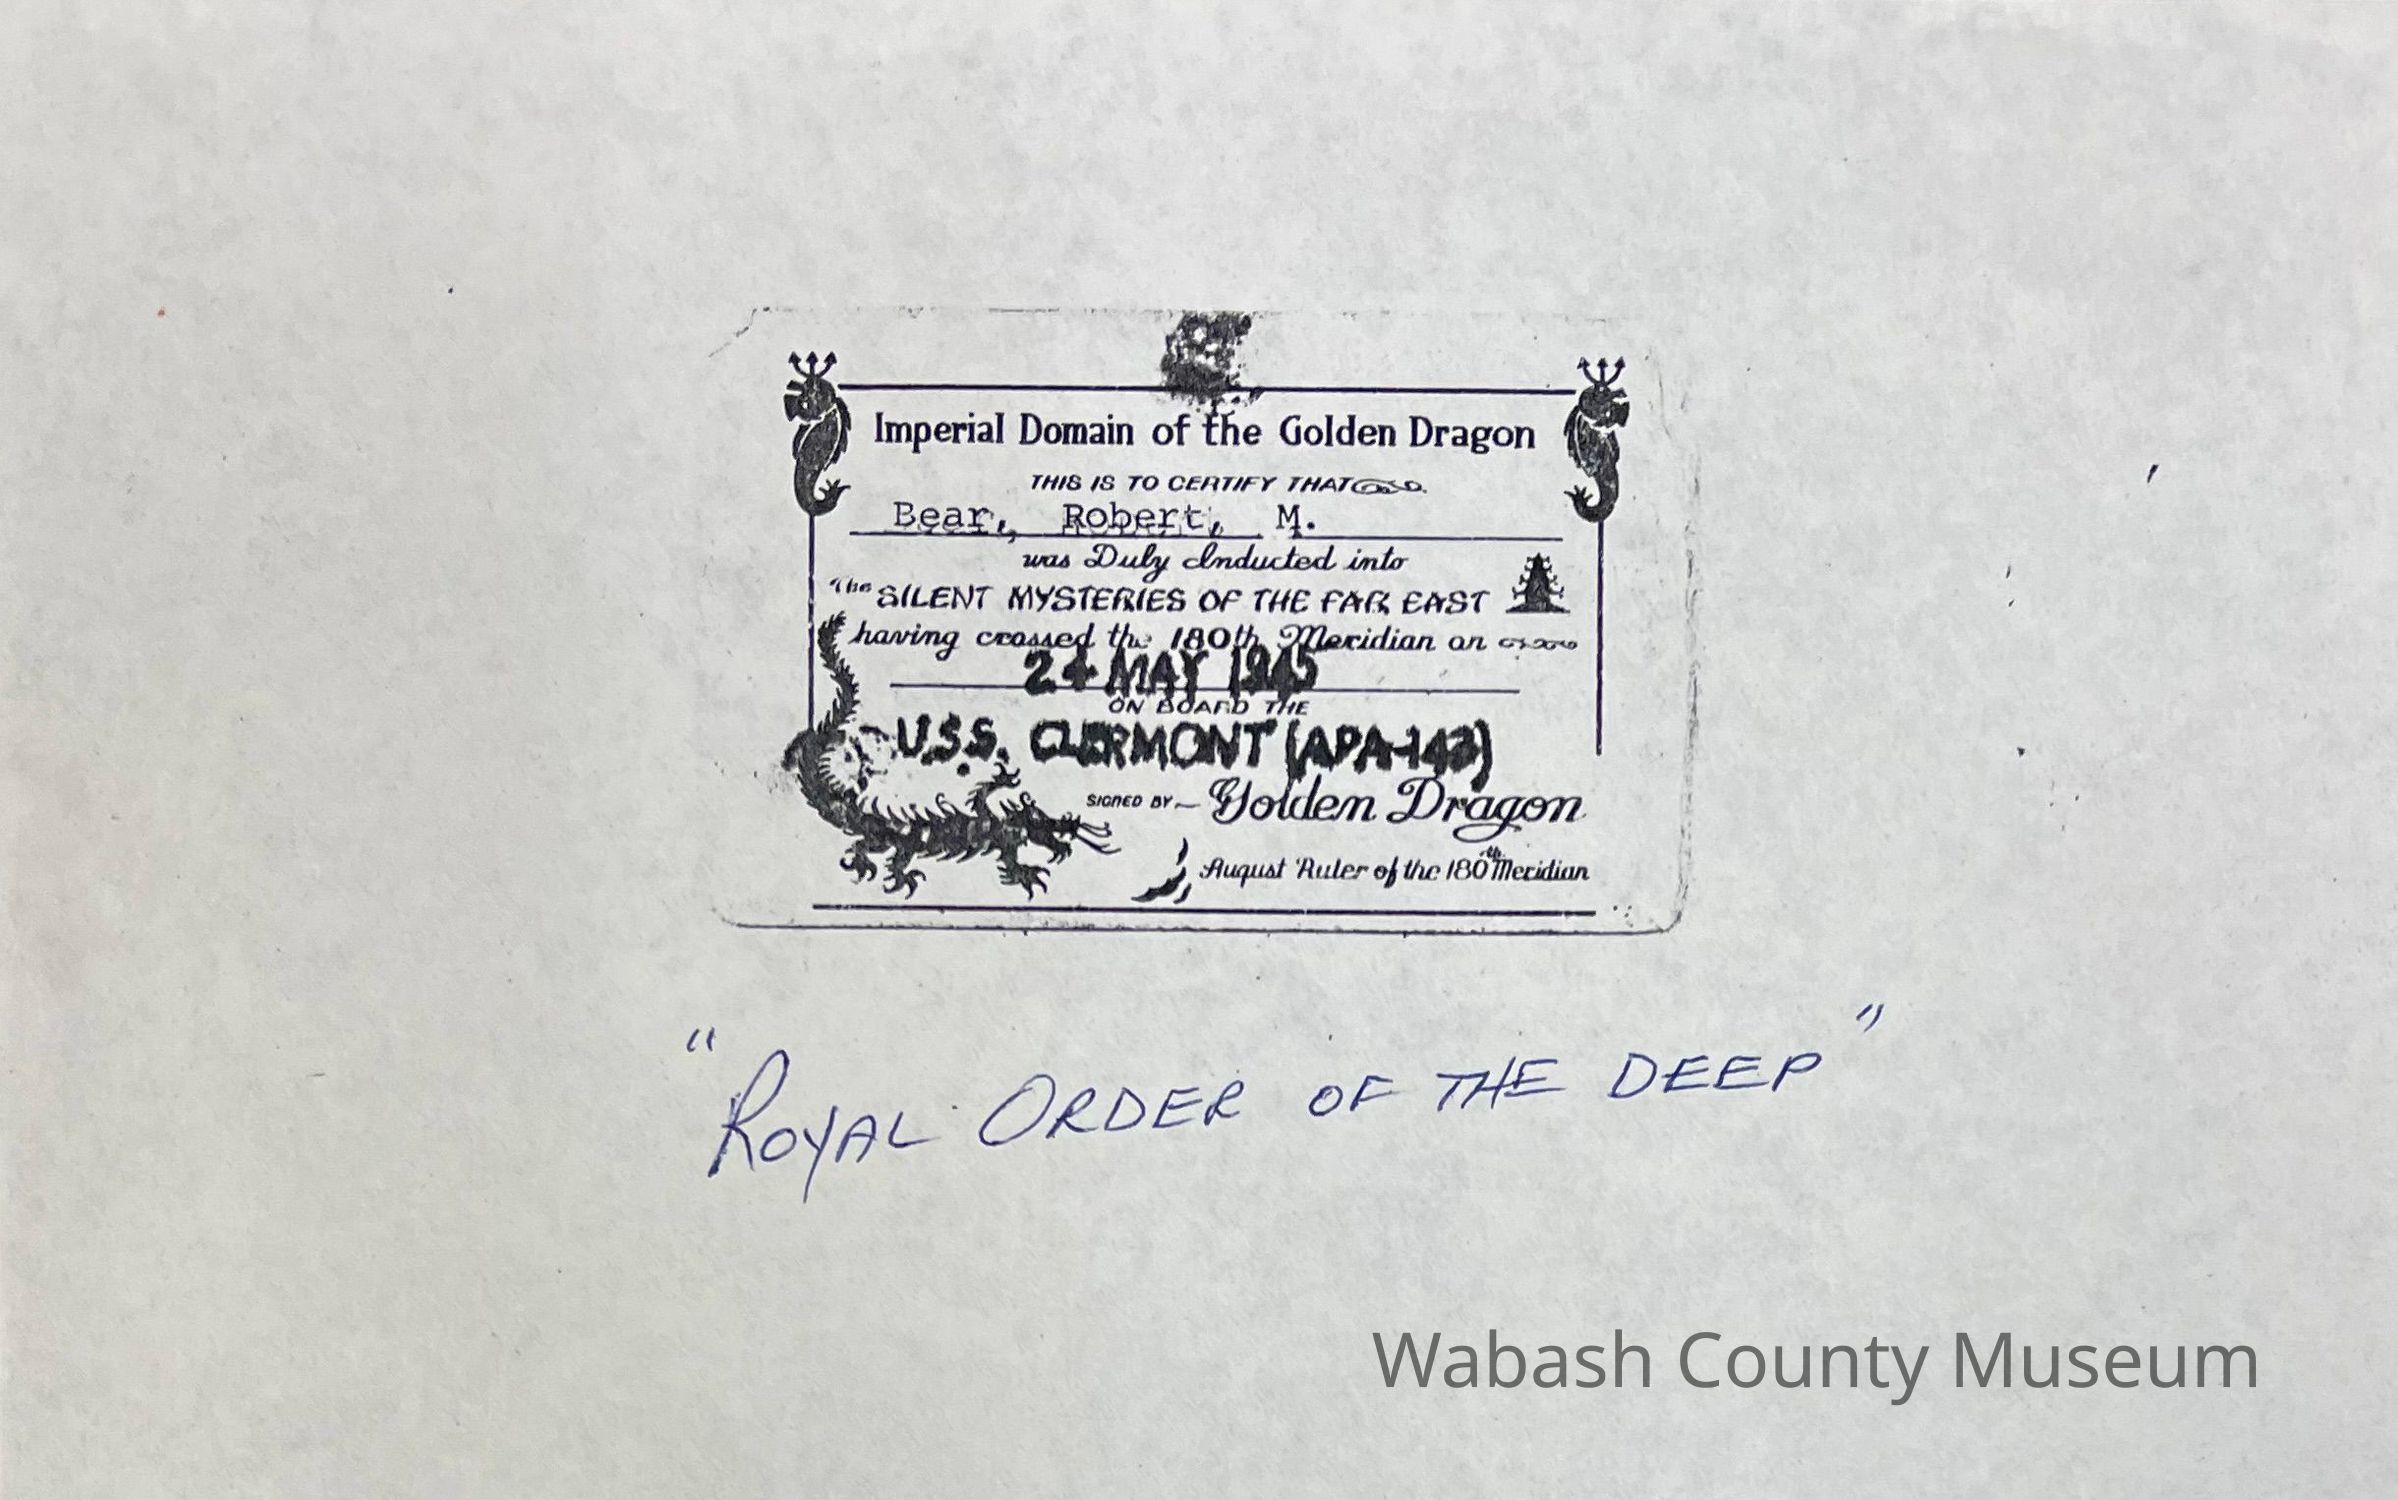 Imperial Domain of the Golden Dragon
THIS IS TO CERTIFY THAT
Bear, Robert, M.
was Duly Inducted into
The SILENT MYSTERIES OF THE FAR EAST
having crossed the 180th Meridian on
24 MAY 1945
ON BOARD THE
U.S.S. CLERMONT (APA-143)
SIGNED BY— Golden Dragon
August Ruler of the 180th Meridian
"ROYAL ORDER OF THE DEEP"
Wabash County Museum